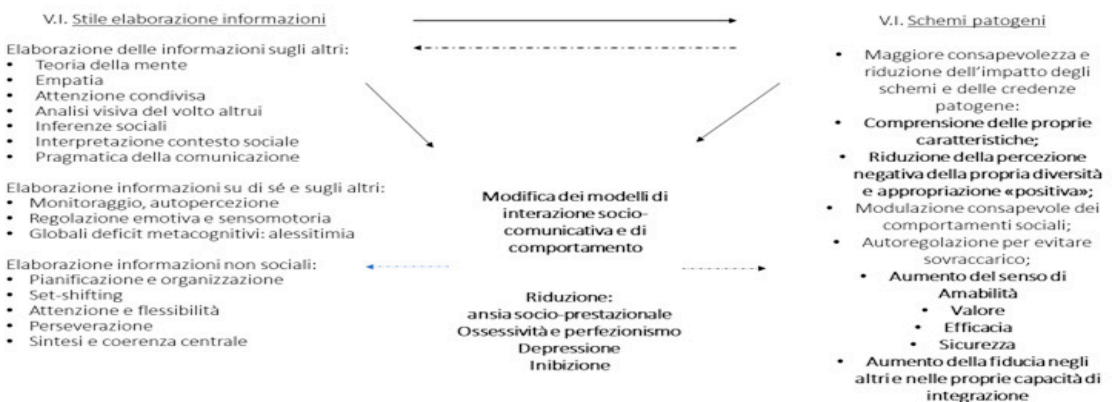 V.I. Stile elaborazione informazioni
Elaborazione delle informazioni sugli altri:
• Teoria della mente
• Empatia
• Attenzione condivisa
• Analisi visiva del volto altrui
• Inferenze sociali
• Interpretazione contesto sociale
• Pragmatica della comunicazione
Elaborazione informazioni su di sé e sugli altri:
• Monitoraggio, autopercezione
• Regolazione emotiva e sensomotoria
• Globali deficit metacognitivi: alessitimia
Elaborazione informazioni non sociali:
• Pianificazione e organizzazione
• Set-shifting
• Attenzione e flessibilità
• Perseverazione
• Sintesi e coerenza centrale
Modifica dei modelli di
interazione socio-
comunicativa e di
comportamento
Riduzione:
ansia socio-prestazionale
Ossessività e perfezionismo
Depressione
Inibizione
V.I. Schemi patogeni
• Maggiore consapevolezza e
riduzione dell'impatto degli
schemi e delle credenze
patogene:
• Comprensione delle proprie
caratteristiche;
• Riduzione della percezione
negativa della propria diversità
e appropriazione «positiva»;
• Modulazione consapevole dei
comportamenti sociali;
• Autoregolazione per evitare
sovraccarico;
• Aumento del senso di
Amabilità
• Valore
• Efficacia
• Sicurezza
• Aumento della fiducia negli
altri e nelle proprie capacità di
integrazione